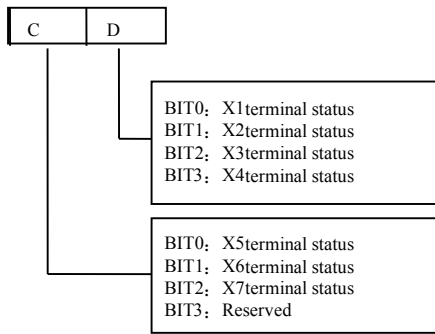 C D
BIT0：X1terminal status
BIT1：X2terminal status
BIT2：X3terminal status
BIT3：X4terminal status
BIT0：X5terminal status
BIT1：X6terminal status
BIT2：X7terminal status
BIT3：Reserved